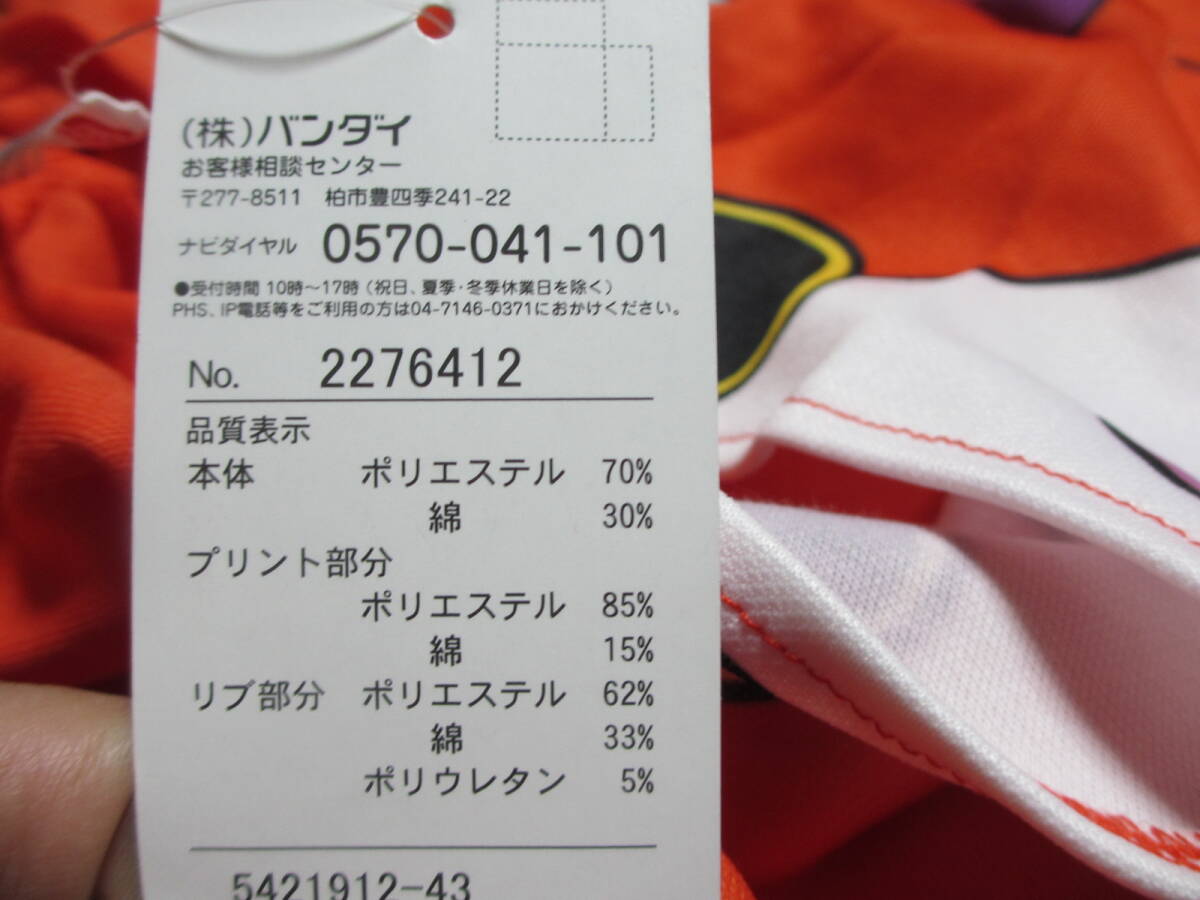 (株)バンダイ
お客様相談センター
〒277-8511 柏市豊四季241-22
ナビダイヤル 0570-041-101
●受付時間 10時～17時（祝日、夏季・冬季休業日を除く）
PHS、IP電話等をご利用の方は04-7146-0371におかけください。
No. 2276412
品質表示
本体 ポリエステル 70%
綿 30%
プリント部分
ポリエステル 85%
綿 15%
リブ部分 ポリエステル 62%
綿 33%
ポリウレタン 5%
5421912-43